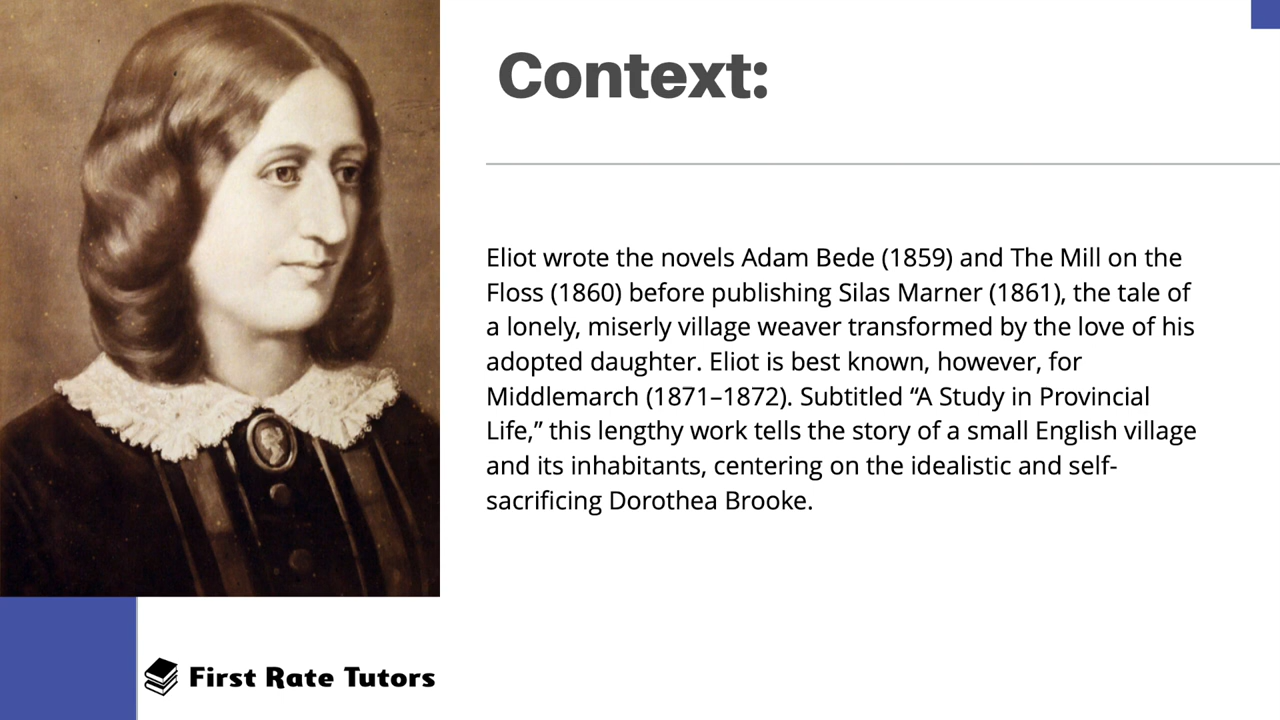 Context:
Eliot wrote the novels Adam Bede (1859) and The Mill on the
Floss (1860) before publishing Silas Marner (1861), the tale of
a lonely, miserly village weaver transformed by the love of his
adopted daughter. Eliot is best known, however, for
Middlemarch (1871–1872). Subtitled “A Study in Provincial
Life,” this lengthy work tells the story of a small English village
and its inhabitants, centering on the idealistic and self-
sacrificing Dorothea Brooke.
First Rate Tutors